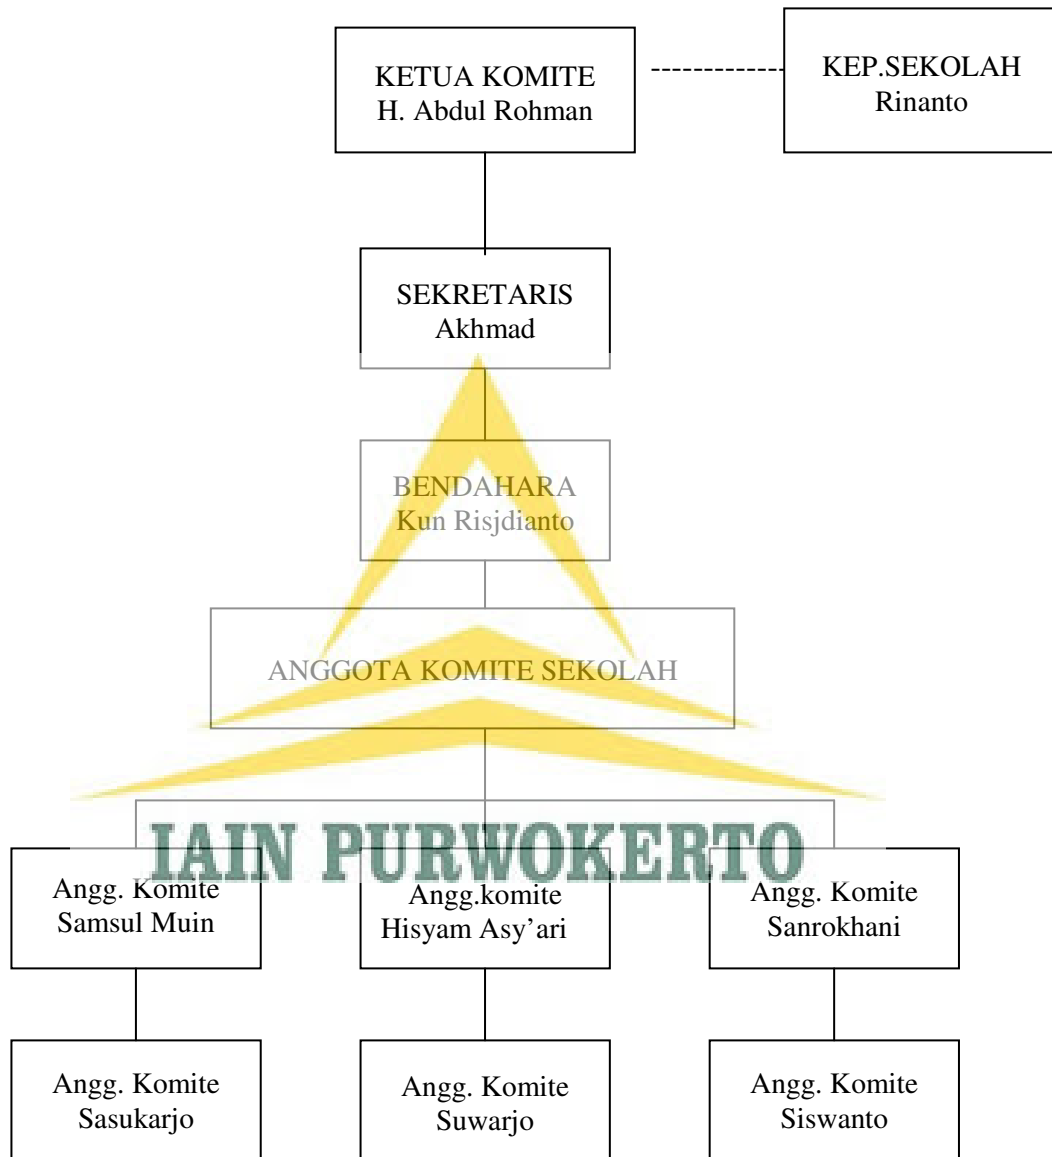 KETUA KOMITE
H. Abdul Rohman
KEP.SEKOLAH
Rinanto
SEKRETARIS
Akhmad
BENDAHARA
Kun Risjdianto
ANGGOTA KOMITE SEKOLAH
IAIN PURWOKERTO
Angg. Komite
Samsul Muin
Angg.komite
Hisyam Asy’ari
Angg. Komite
Sanrokhani
Angg. Komite
Sasukarjo
Angg. Komite
Suwarjo
Angg. Komite
Siswanto